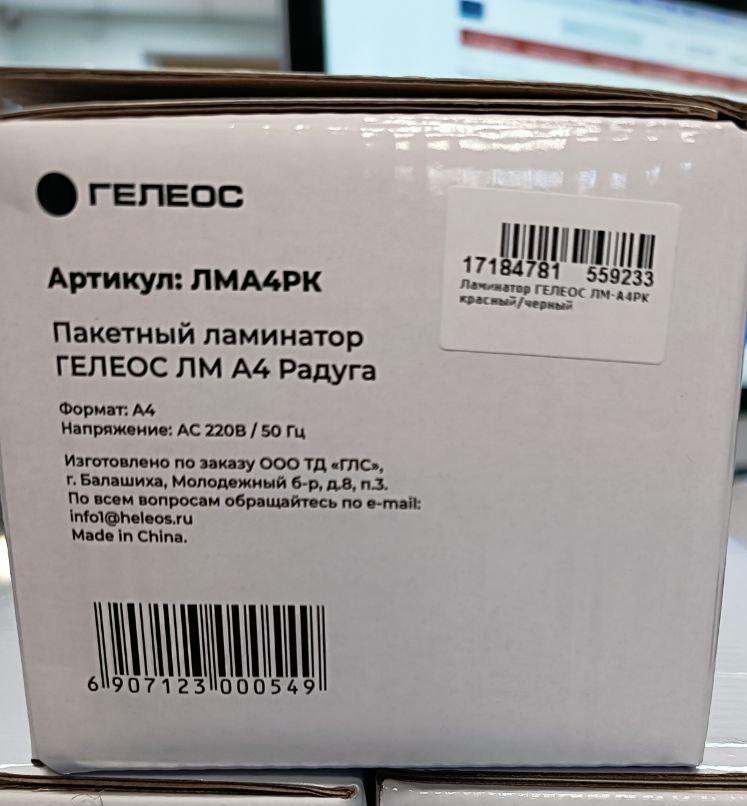 ГЕЛЕОС
Артикул: ЛМА4РК
Пакетный ламинатор
ГЕЛЕОС ЛМ А4 Радуга
Формат: А4
Напряжение: АС 220В / 50 Гц
Изготовлено по заказу ООО ТД «ГЛС»,
г. Балашиха, Молодежный б-р, д.8, п.3.
По всем вопросам обращайтесь по e-mail:
info1@heleos.ru
Made in China.
6 907123 000549
17184781 559233
Ламинатор ГЕЛЕОС ЛМ-А4РК
красный/черный